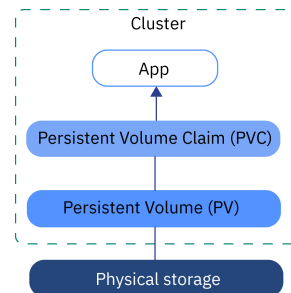 Cluster
App
Persistent Volume Claim (PVC)
Persistent Volume (PV)
Physical storage